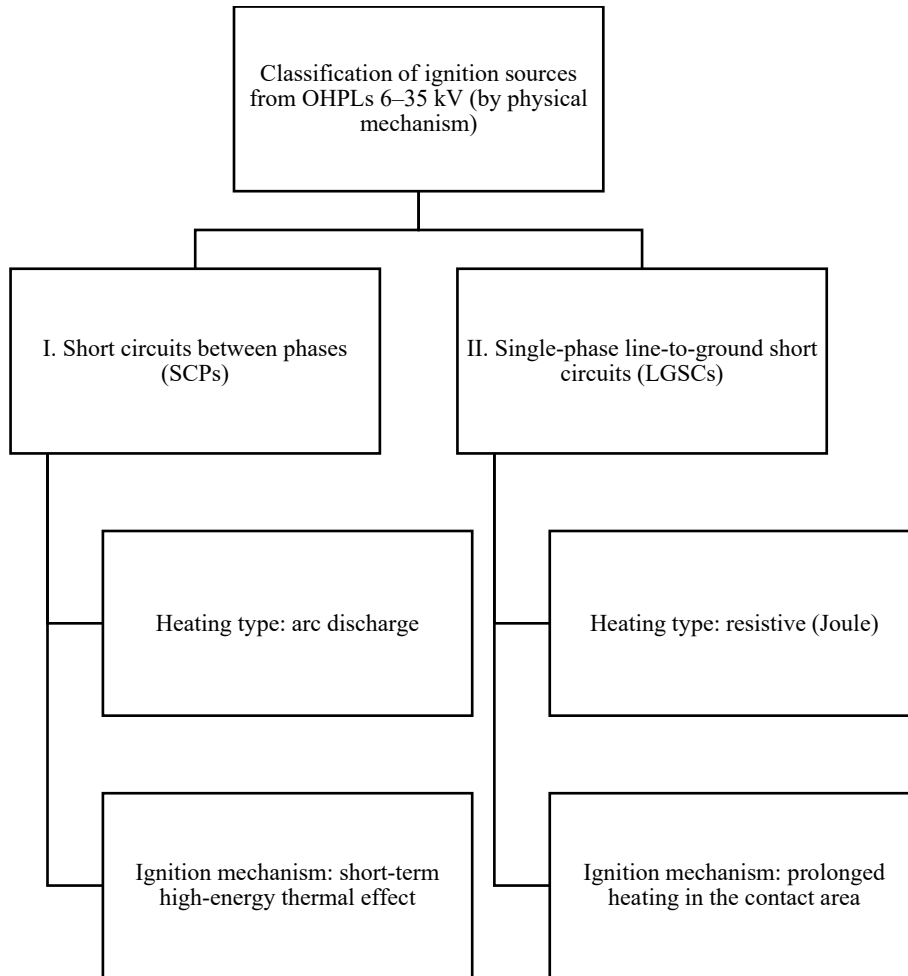 Classification of ignition sources
from OHPLs 6–35 kV (by physical
mechanism)
I. Short circuits between phases
(SCPs)
II. Single-phase line-to-ground short
circuits (LGSCs)
Heating type: arc discharge
Heating type: resistive (Joule)
Ignition mechanism: short-term
high-energy thermal effect
Ignition mechanism: prolonged
heating in the contact area